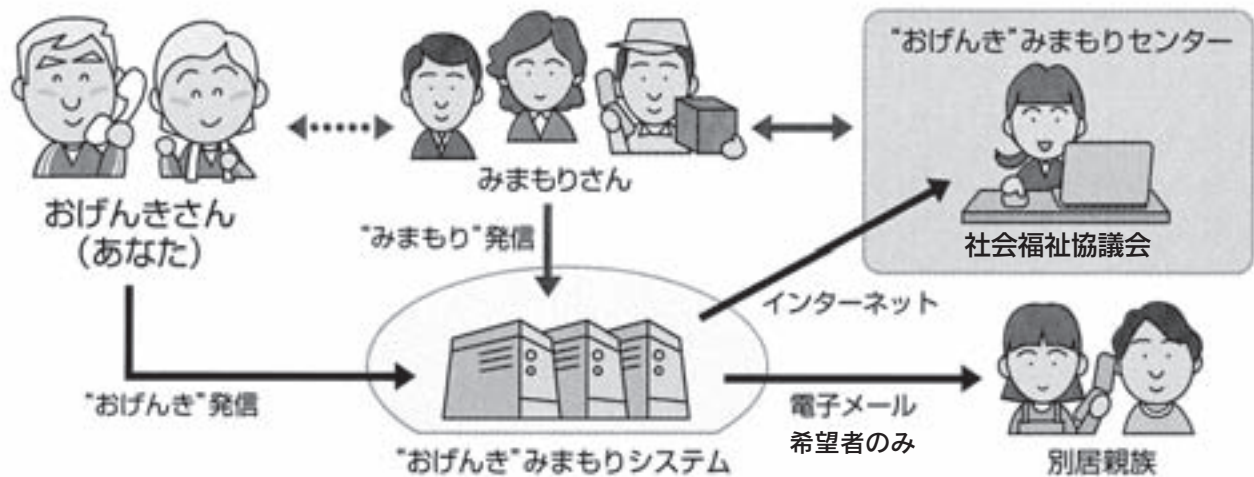 "おげんき"みまもりセンター
社会福祉協議会
みまもりさん
おげんきさん
(あなた)
"みまもり"発信
インターネット
"おげんき"発信
電子メール
希望者のみ
"おげんき"みまもりシステム
別居親族